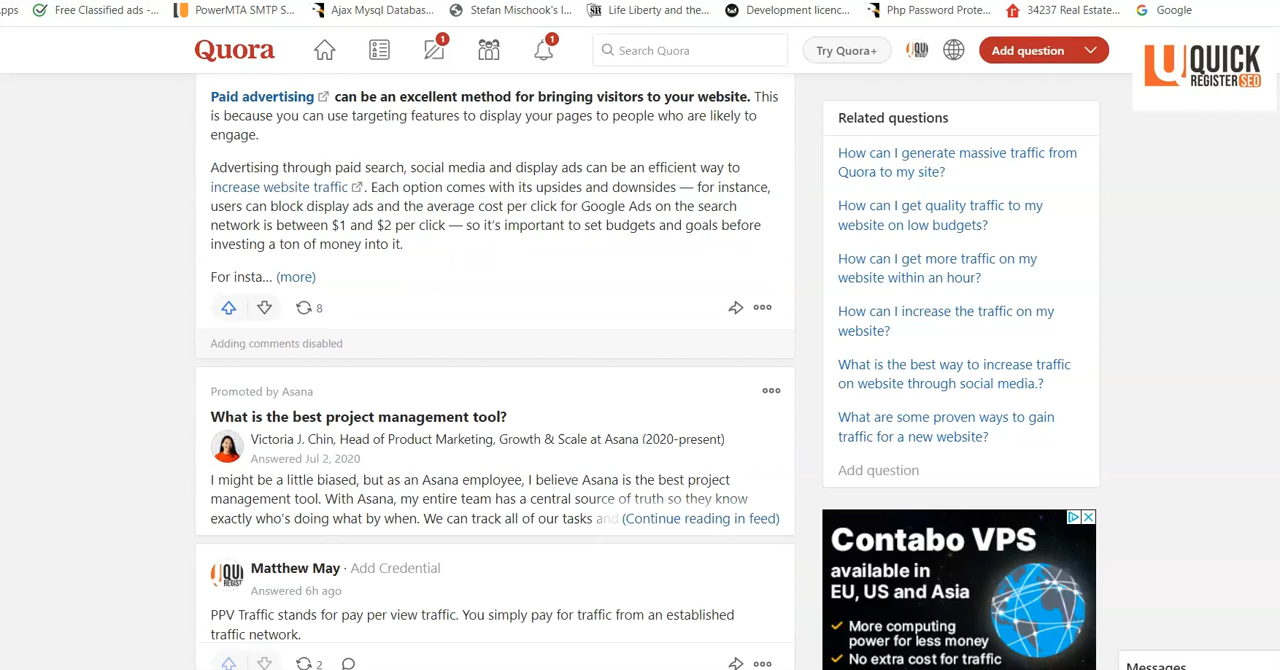 pps
Free Classified ads -...
PowerMTA SMTP S...
Ajax Mysql Databas...
Stefan Mischook's I...
Life Liberty and the...
Development licenc...
Php Password Prote...
34237 Real Estate...
Google
Quora
1
1
Search Quora
Try Quora+
Add question
QUICK
REGISTER SEO
Paid advertising can be an excellent method for bringing visitors to your website. This
is because you can use targeting features to display your pages to people who are likely to
engage.
Advertising through paid search, social media and display ads can be an efficient way to
increase website traffic. Each option comes with its upsides and downsides — for instance,
users can block display ads and the average cost per click for Google Ads on the search
network is between $1 and $2 per click — so it's important to set budgets and goals before
investing a ton of money into it.
For insta... (more)
8
Adding comments disabled
Promoted by Asana
What is the best project management tool?
Victoria J. Chin, Head of Product Marketing, Growth & Scale at Asana (2020-present)
Answered Jul 2, 2020
I might be a little biased, but as an Asana employee, I believe Asana is the best project
management tool. With Asana, my entire team has a central source of truth so they know
exactly who's doing what by when. We can track all of our tasks and (Continue reading in feed)
Matthew May · Add Credential
Answered 6h ago
PPV Traffic stands for pay per view traffic. You simply pay for traffic from an established
traffic network.
2
Related questions
How can I generate massive traffic from
Quora to my site?
How can I get quality traffic to my
website on low budgets?
How can I get more traffic on my
website within an hour?
How can I increase the traffic on my
website?
What is the best way to increase traffic
on website through social media.?
What are some proven ways to gain
traffic for a new website?
Add question
Contabo VPS
available in
EU, US and Asia
More computing
power for less money
No extra cost for traffic
Messages